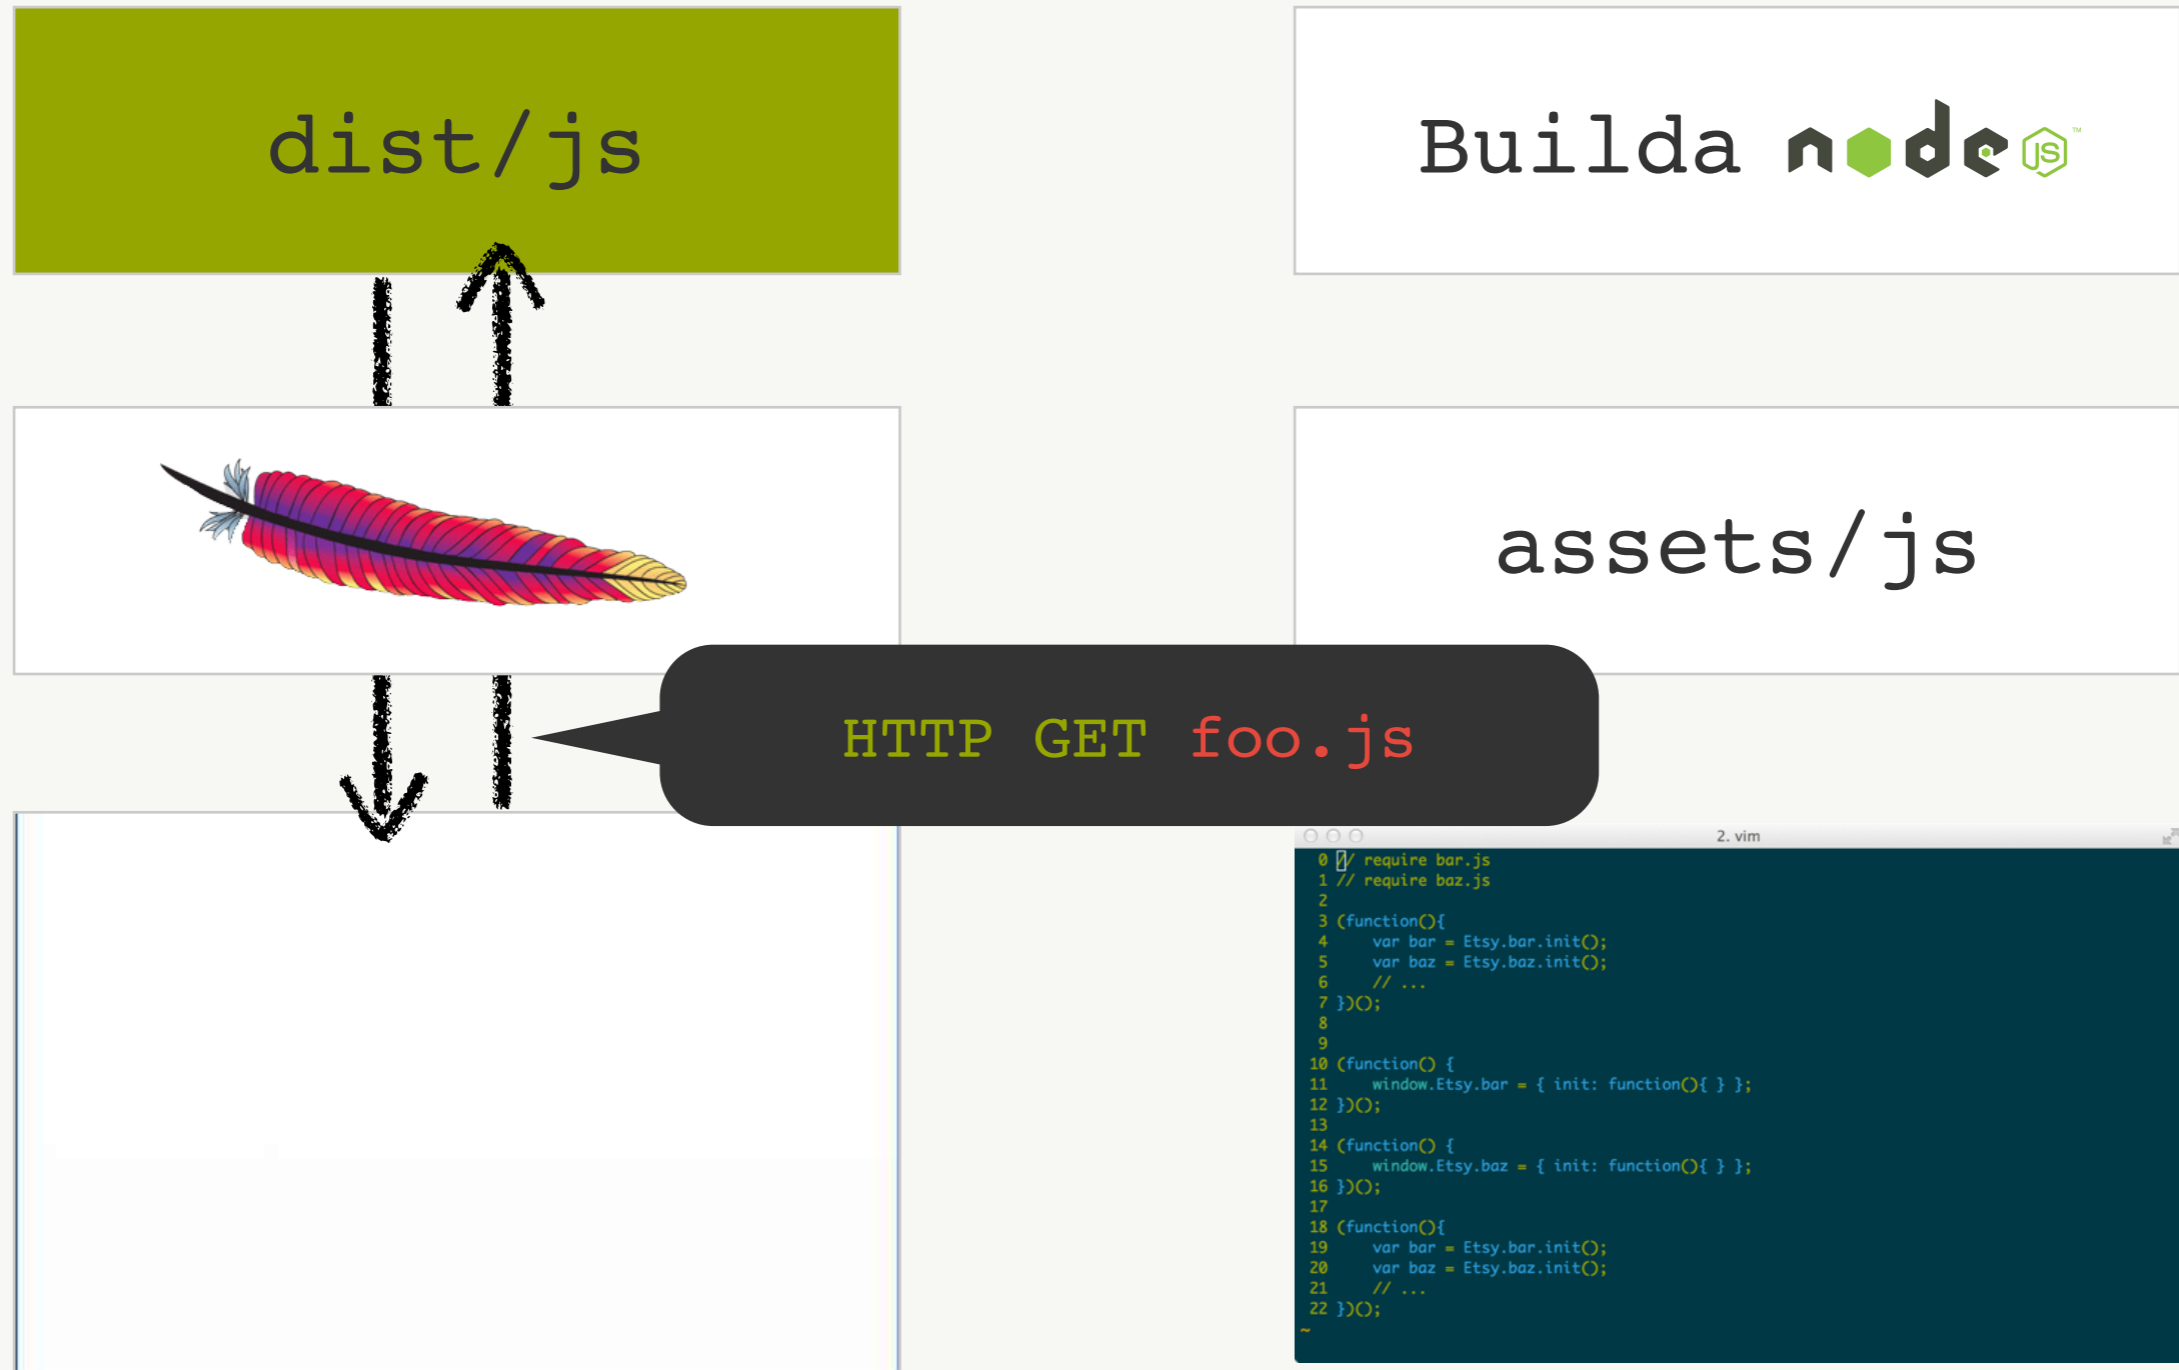 dist/js
Builda node JS ™
assets/js
HTTP GET foo.js
2. vim
0 // require bar.js
1 // require baz.js
2
3 (function(){
4     var bar = Etsy.bar.init();
5     var baz = Etsy.baz.init();
6     // ...
7 })();
8
9
10 (function() {
11     window.Etsy.bar = { init: function(){ } };
12 })();
13
14 (function() {
15     window.Etsy.baz = { init: function(){ } };
16 })();
17
18 (function(){
19     var bar = Etsy.bar.init();
20     var baz = Etsy.baz.init();
21     // ...
22 })();
~